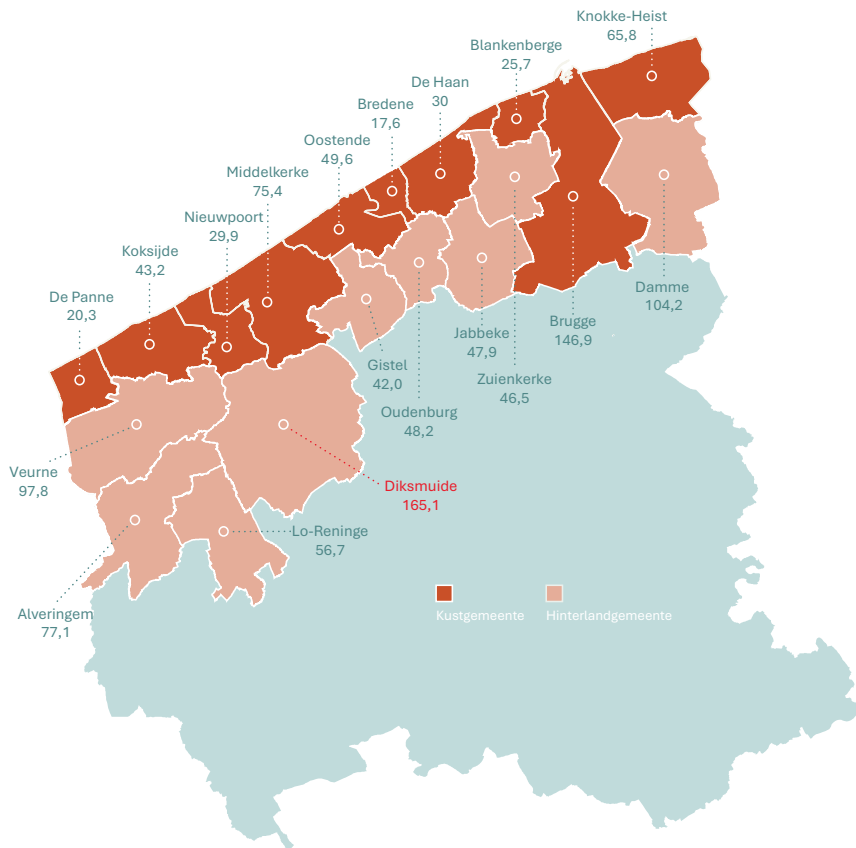 Knokke-Heist
65,8
Blankenberge
25,7
De Haan
30
Bredene
17,6
Oostende
49,6
Middelkerke
75,4
Nieuwpoort
29,9
Koksijde
43,2
De Panne
20,3
Damme
104,2
Brugge
146,9
Jabbeke
47,9
Zuienkerke
46,5
Gistel
42,0
Oudenburg
48,2
Veurne
97,8
Diksmuide
165,1
Lo-Reninge
56,7
Alveringem
77,1
Kustgemeente
Hinterlandgemeente